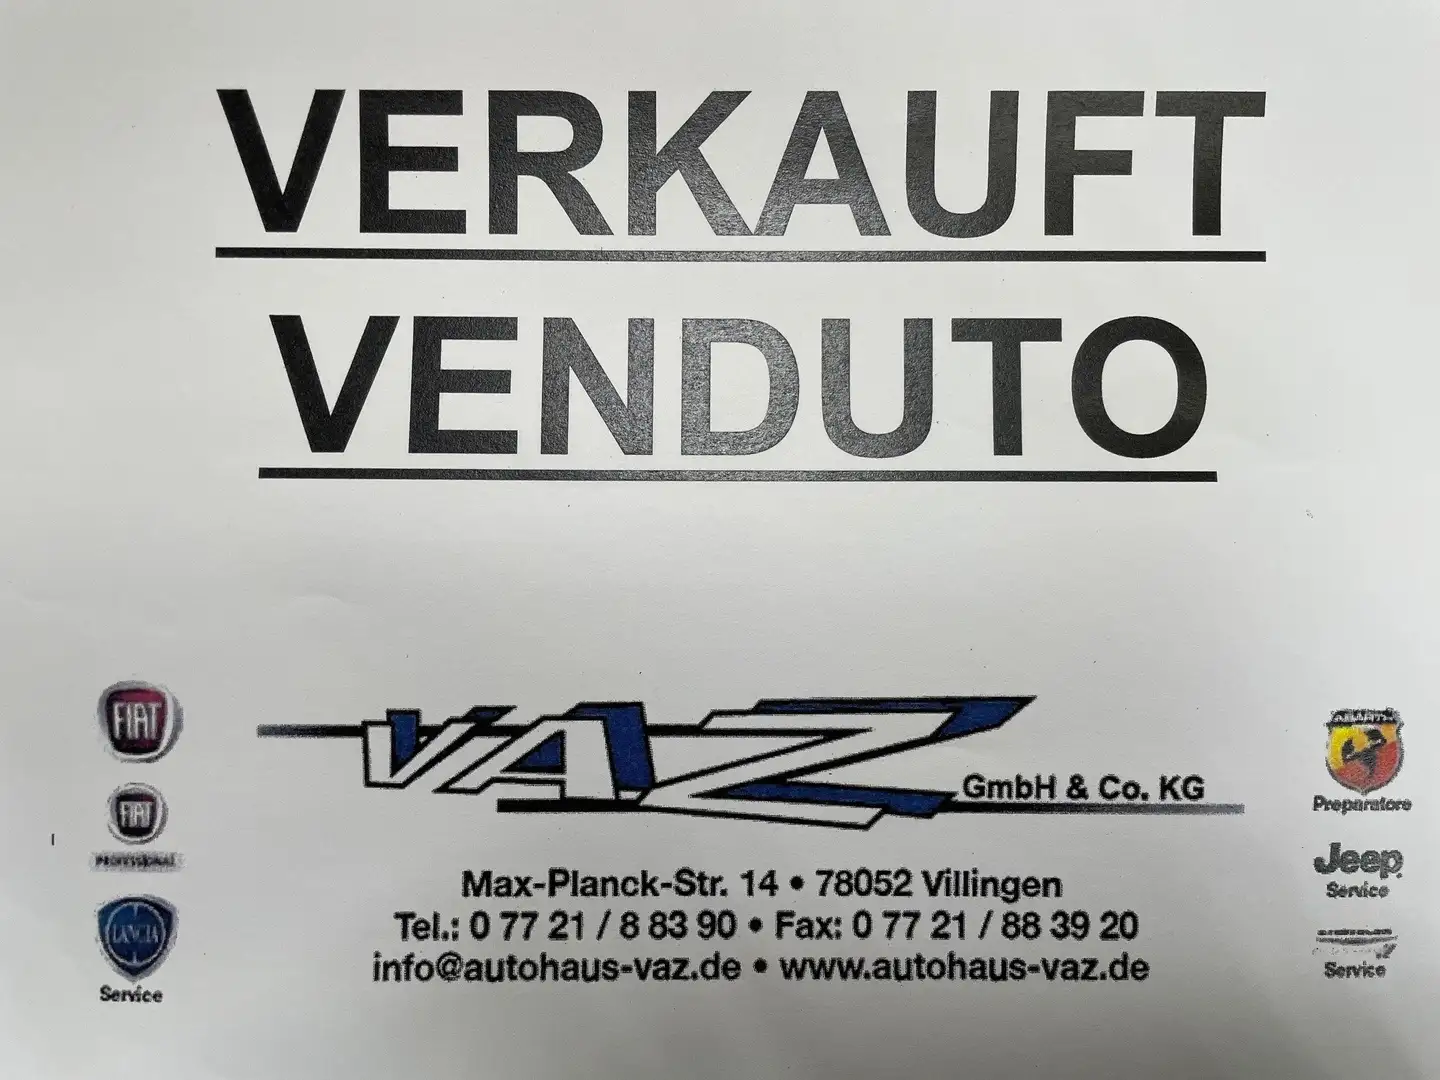 VERKAUFT
VENDUTO
VAZ GmbH & Co. KG
Max-Planck-Str. 14 • 78052 Villingen
Tel.: 0 77 21 / 8 83 90 • Fax: 0 77 21 / 88 39 20
info@autohaus-vaz.de • www.autohaus-vaz.de
FIAT
FIAT
PROFESSIONAL
LANCIA
Service
ABARTH
Preparatore
Jeep
Service
Service